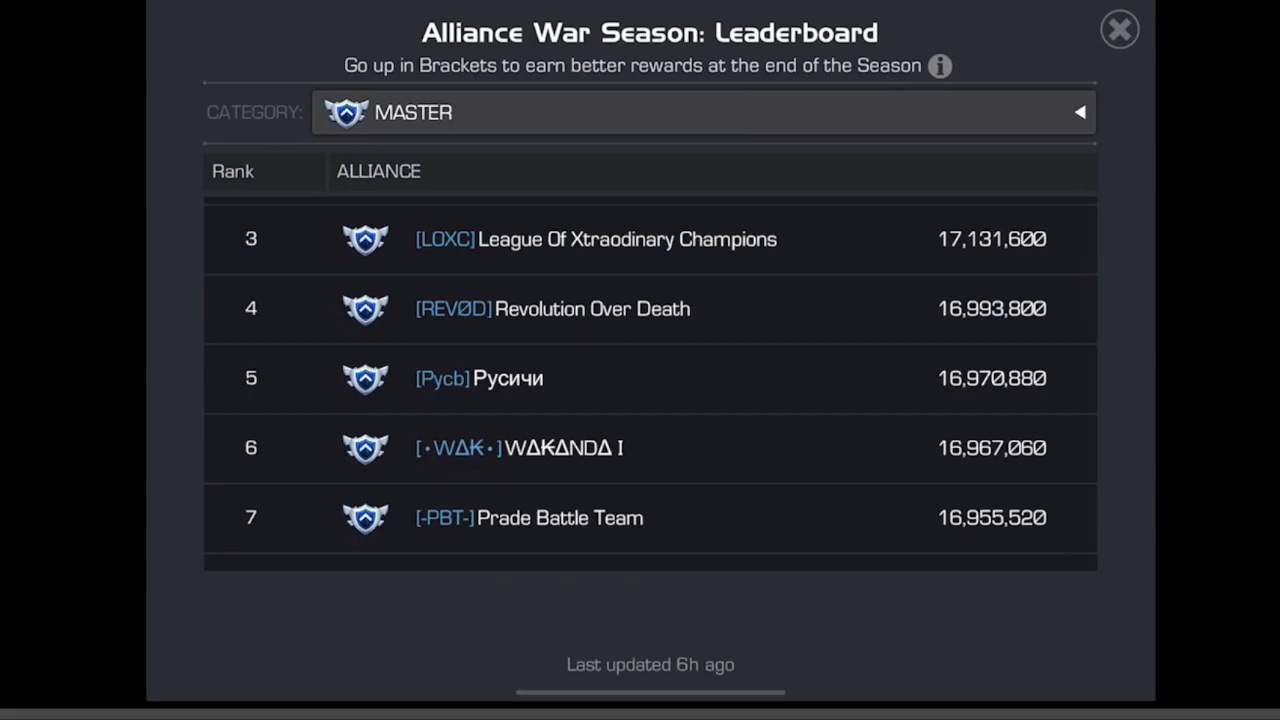 Alliance War Season: Leaderboard
Go up in Brackets to earn better rewards at the end of the Season i
CATEGORY: MASTER
Rank ALLIANCE
3 [LOXC] League Of Xtraodinary Champions 17,131,600
4 [REVØD] Revolution Over Death 16,993,800
5 [Pycb] Русичи 16,970,880
6 [•WΔ₭•] WΔ₭ΔNDΔ I 16,967,060
7 [-PBT-] Prade Battle Team 16,955,520
Last updated 6h ago